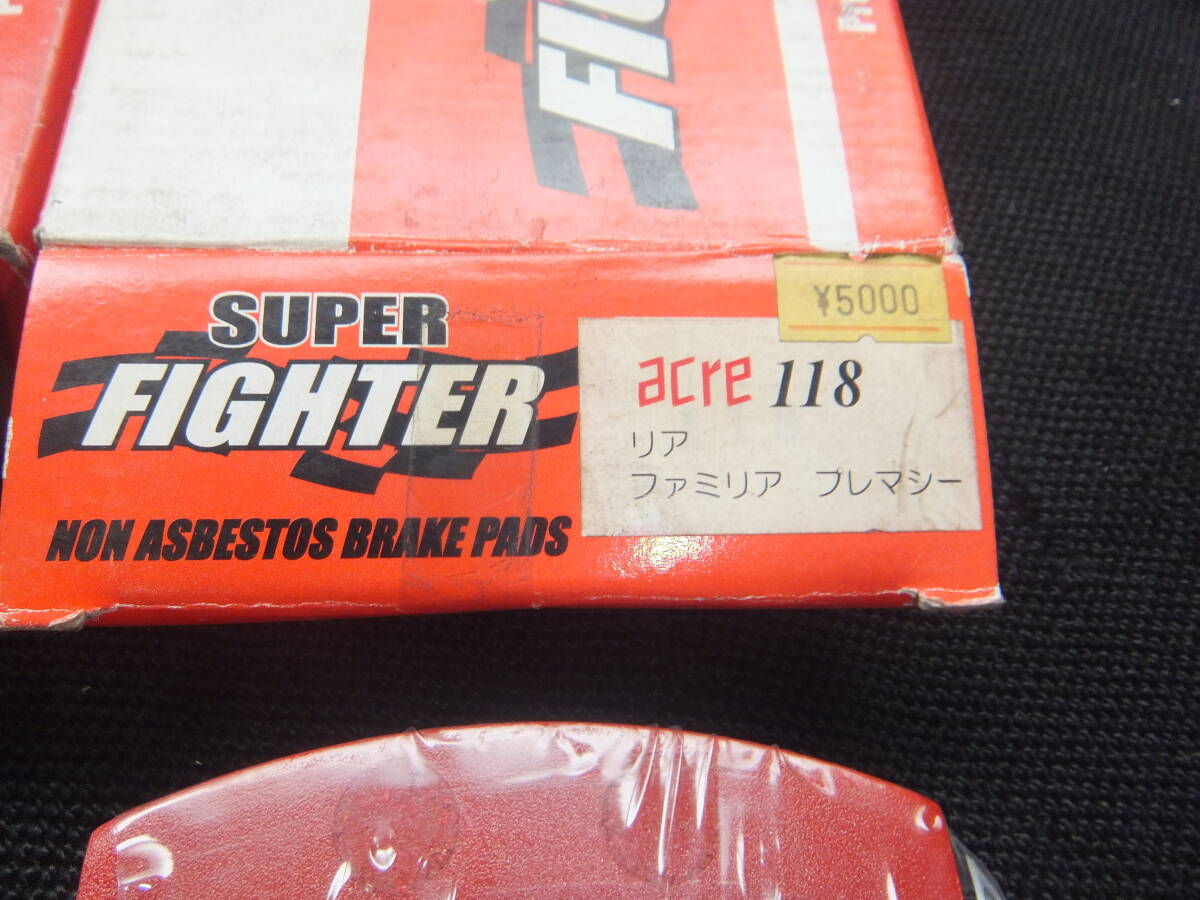 FIG
SUPER
FIGHTER
NON ASBESTOS BRAKE PADS
¥5000
acre 118
リア
ファミリア プレマシー